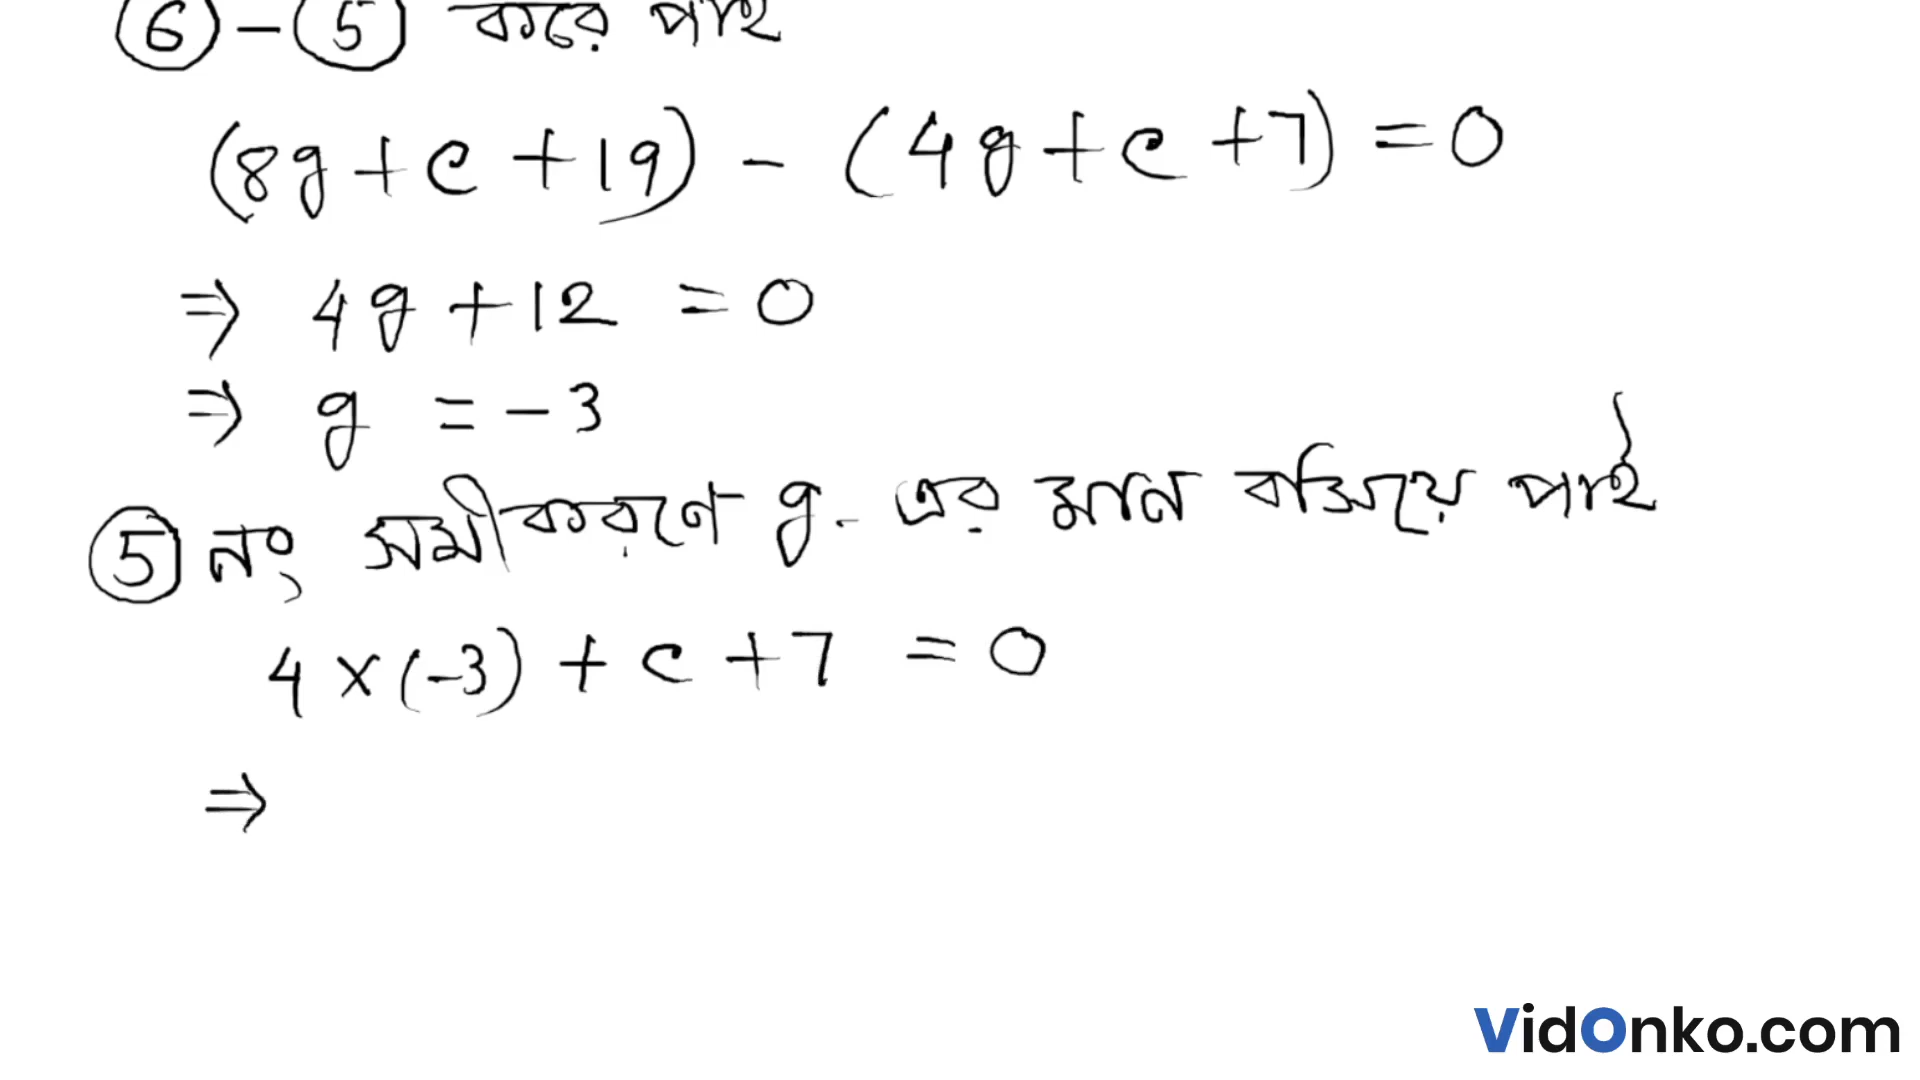 ⑥ - ⑤ করে পাই
(8g + c + 19) - (4g + c + 7) = 0
⇒ 4g + 12 = 0
⇒ g = -3
⑤ নং সমীকরণে g. এর মান বসিয়ে পাই
4 × (-3) + c + 7 = 0
⇒
VidOnko.com